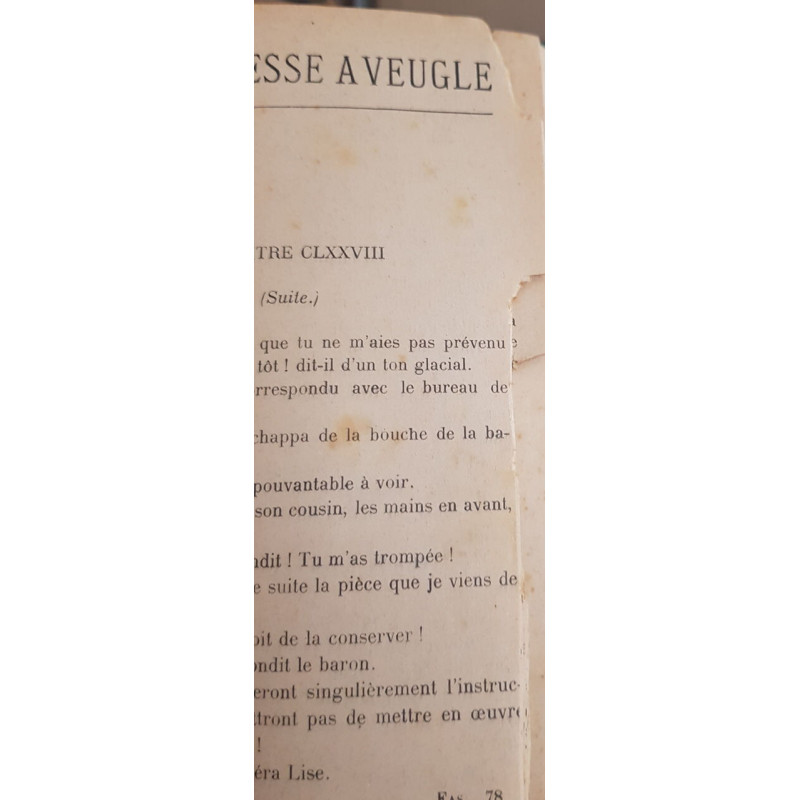 ESSE AVEUGLE
TRE CLXXVIII
(Suite.)
que tu ne m'aies pas prévenu
tôt ! dit-il d'un ton glacial.
rrespondu avec le bureau de
chappa de la bouche de la ba-
pouvantable à voir.
son cousin, les mains en avant,
dit ! Tu m'as trompée !
e suite la pièce que je viens de
oit de la conserver !
ondit le baron.
eront singulièrement l'instruc-
ttront pas de mettre en œuvre
!
éra Lise.
Fas. 78